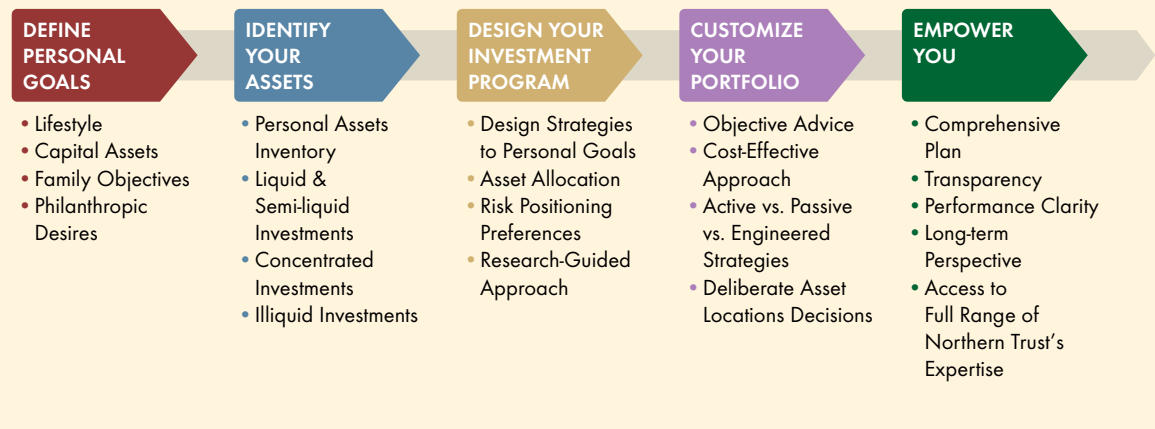 DEFINE
PERSONAL
GOALS
• Lifestyle
• Capital Assets
• Family Objectives
• Philanthropic
Desires
IDENTIFY
YOUR
ASSETS
• Personal Assets
Inventory
• Liquid &
Semi-liquid
Investments
• Concentrated
Investments
• Illiquid Investments
DESIGN YOUR
INVESTMENT
PROGRAM
• Design Strategies
to Personal Goals
• Asset Allocation
• Risk Positioning
Preferences
• Research-Guided
Approach
CUSTOMIZE
YOUR
PORTFOLIO
• Objective Advice
• Cost-Effective
Approach
• Active vs. Passive
vs. Engineered
Strategies
• Deliberate Asset
Locations Decisions
EMPOWER
YOU
• Comprehensive
Plan
• Transparency
• Performance Clarity
• Long-term
Perspective
• Access to
Full Range of
Northern Trust’s
Expertise